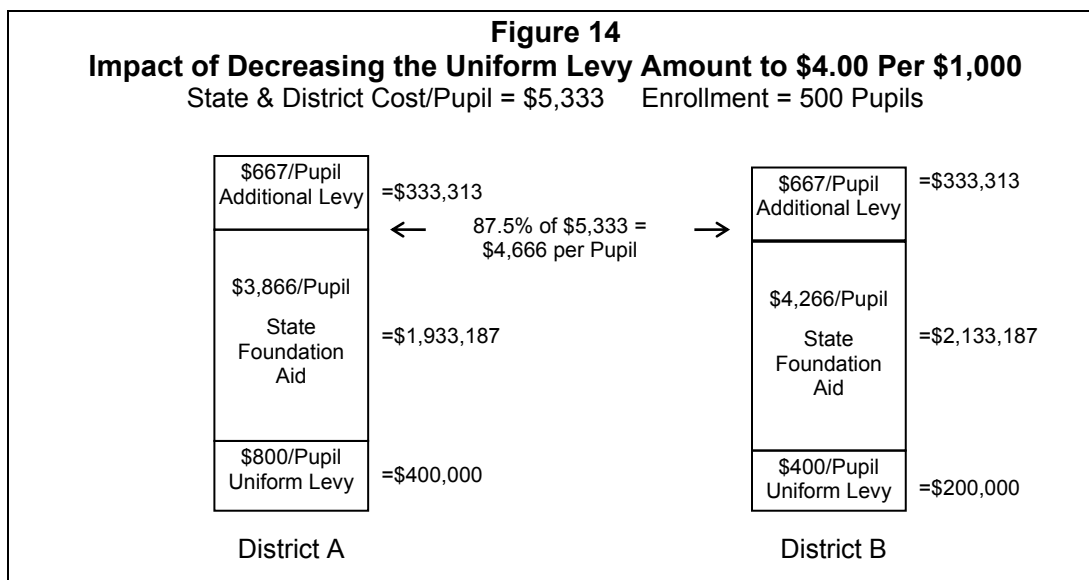 Figure 14
Impact of Decreasing the Uniform Levy Amount to $4.00 Per $1,000
State & District Cost/Pupil = $5,333 Enrollment = 500 Pupils
$667/Pupil
Additional Levy
=$333,313
87.5% of $5,333 =
$4,666 per Pupil
$3,866/Pupil
State
Foundation
Aid
=$1,933,187
$800/Pupil
Uniform Levy
=$400,000
District A
$667/Pupil
Additional Levy
=$333,313
$4,266/Pupil
State
Foundation
Aid
=$2,133,187
$400/Pupil
Uniform Levy
=$200,000
District B